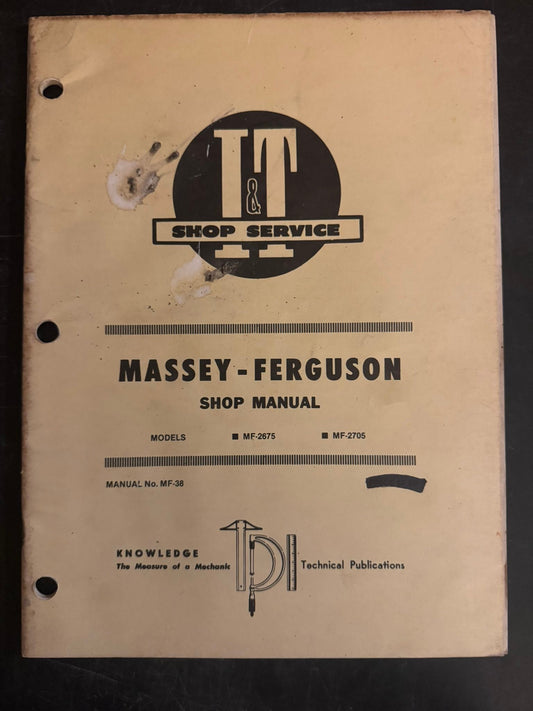 I&T
SHOP SERVICE
MASSEY-FERGUSON
SHOP MANUAL
MODELS ■ MF-2675 ■ MF-2705
MANUAL No. MF-38
KNOWLEDGE
The Measure of a Mechanic
TPI
Technical Publications